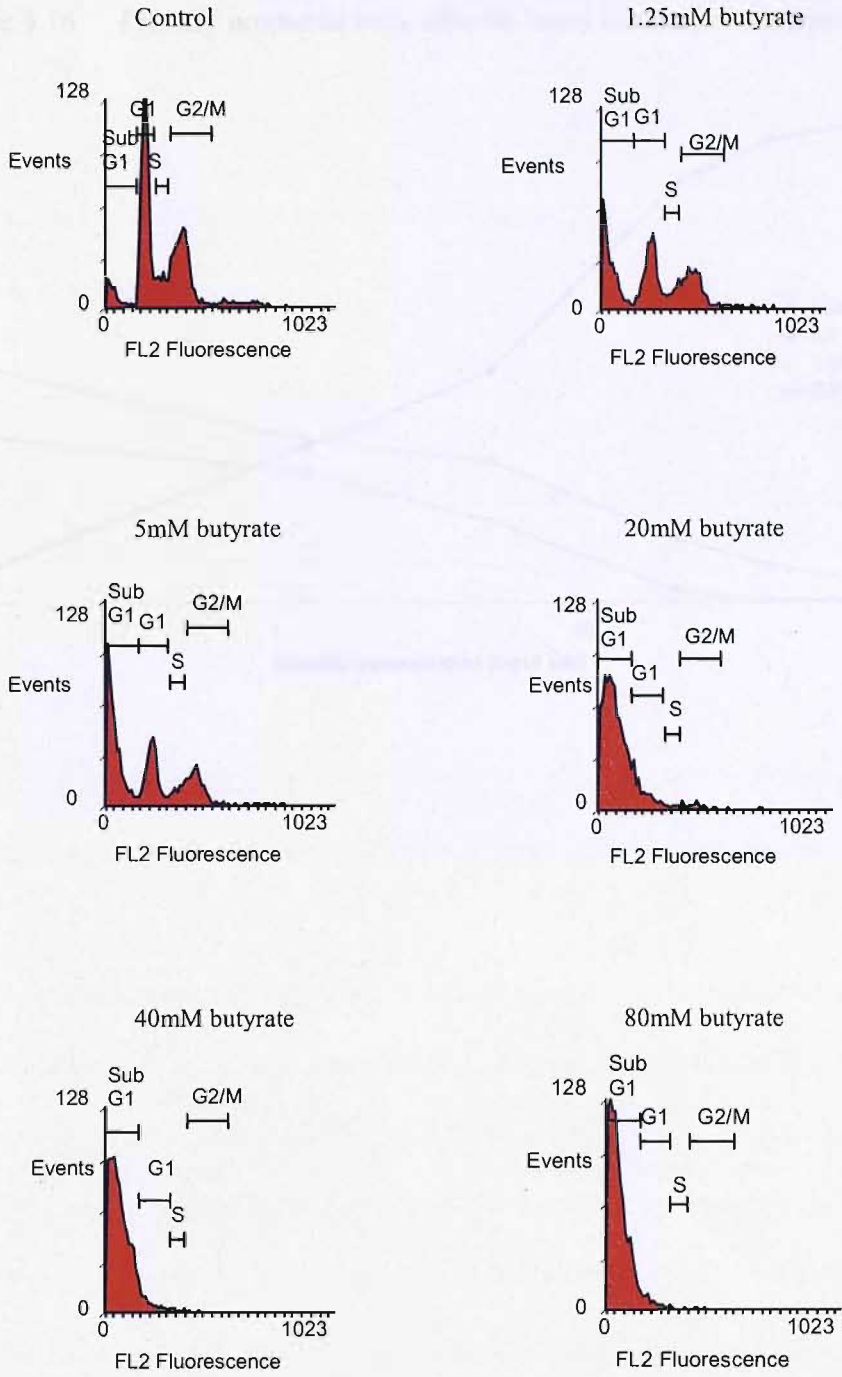 Control
128
G1
G2/M
Sub
G1
S
Events
0
0
1023
FL2 Fluorescence
1.25mM butyrate
128
Sub
G1
G1
G2/M
Events
S
0
0
1023
FL2 Fluorescence
5mM butyrate
128
Sub
G1
G1
G2/M
S
Events
0
0
1023
FL2 Fluorescence
20mM butyrate
128
Sub
G1
G2/M
G1
Events
S
0
0
1023
FL2 Fluorescence
40mM butyrate
128
Sub
G1
G2/M
Events
G1
S
0
0
1023
FL2 Fluorescence
80mM butyrate
128
Sub
G1
G1
G2/M
Events
S
0
0
1023
FL2 Fluorescence